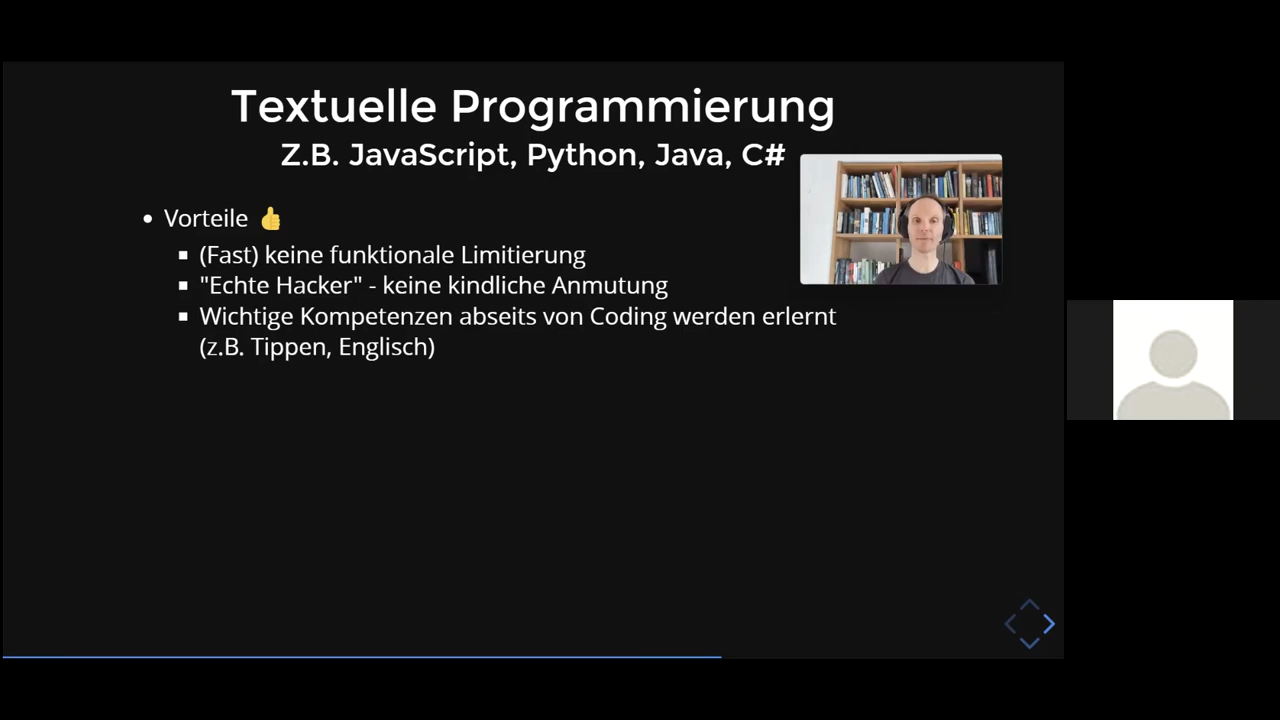 Textuelle Programmierung
Z.B. JavaScript, Python, Java, C#
Vorteile 👍
(Fast) keine funktionale Limitierung
"Echte Hacker" - keine kindliche Anmutung
Wichtige Kompetenzen abseits von Coding werden erlernt
(z.B. Tippen, Englisch)